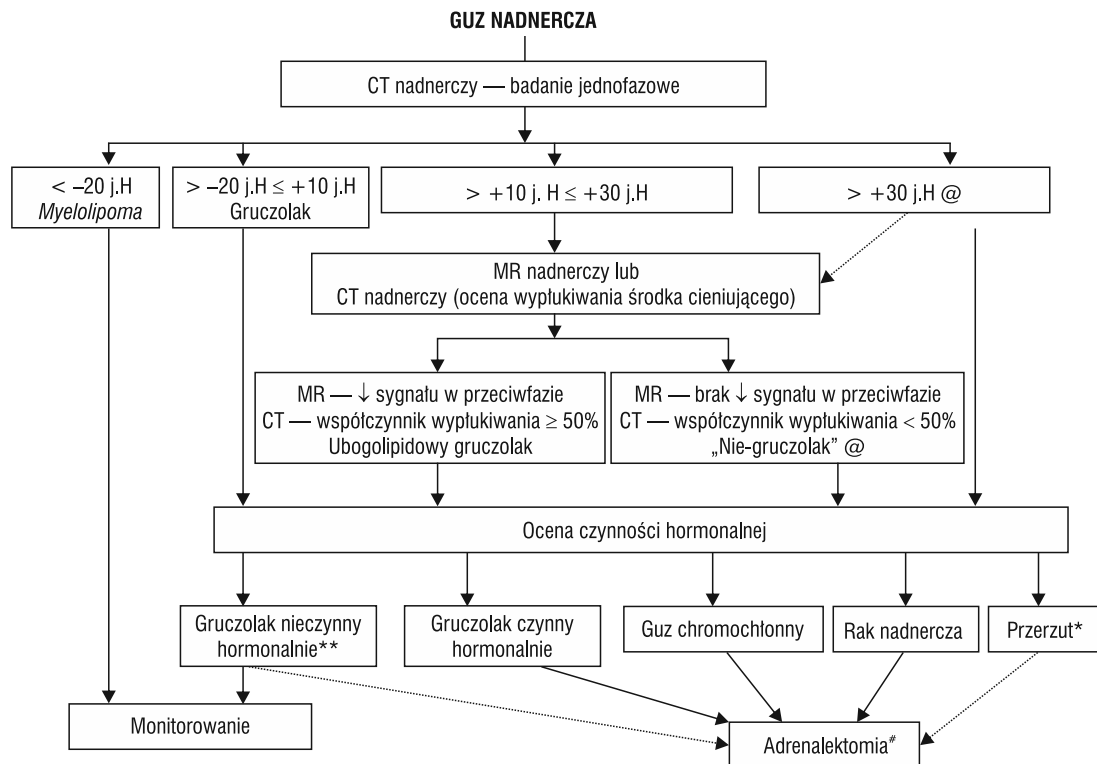 GUZ NADNERCZA
CT nadnerczy — badanie jednofazowe
< –20 j.H
Myelolipoma
> –20 j.H ≤ +10 j.H
Gruczolak
> +10 j. H ≤ +30 j.H
> +30 j.H @
MR nadnerczy lub
CT nadnerczy (ocena wypłukiwania środka cieniującego)
MR — ↓ sygnału w przeciwfazie
CT — współczynnik wypłukiwania ≥ 50%
Ubogolipidowy gruczolak
MR — brak ↓ sygnału w przeciwfazie
CT — współczynnik wypłukiwania < 50%
„Nie-gruczolak” @
Ocena czynności hormonalnej
Gruczolak nieczynny
hormonalnie**
Gruczolak czynny
hormonalnie
Guz chromochłonny
Rak nadnercza
Przerzut*
Monitorowanie
Adrenalektomia#